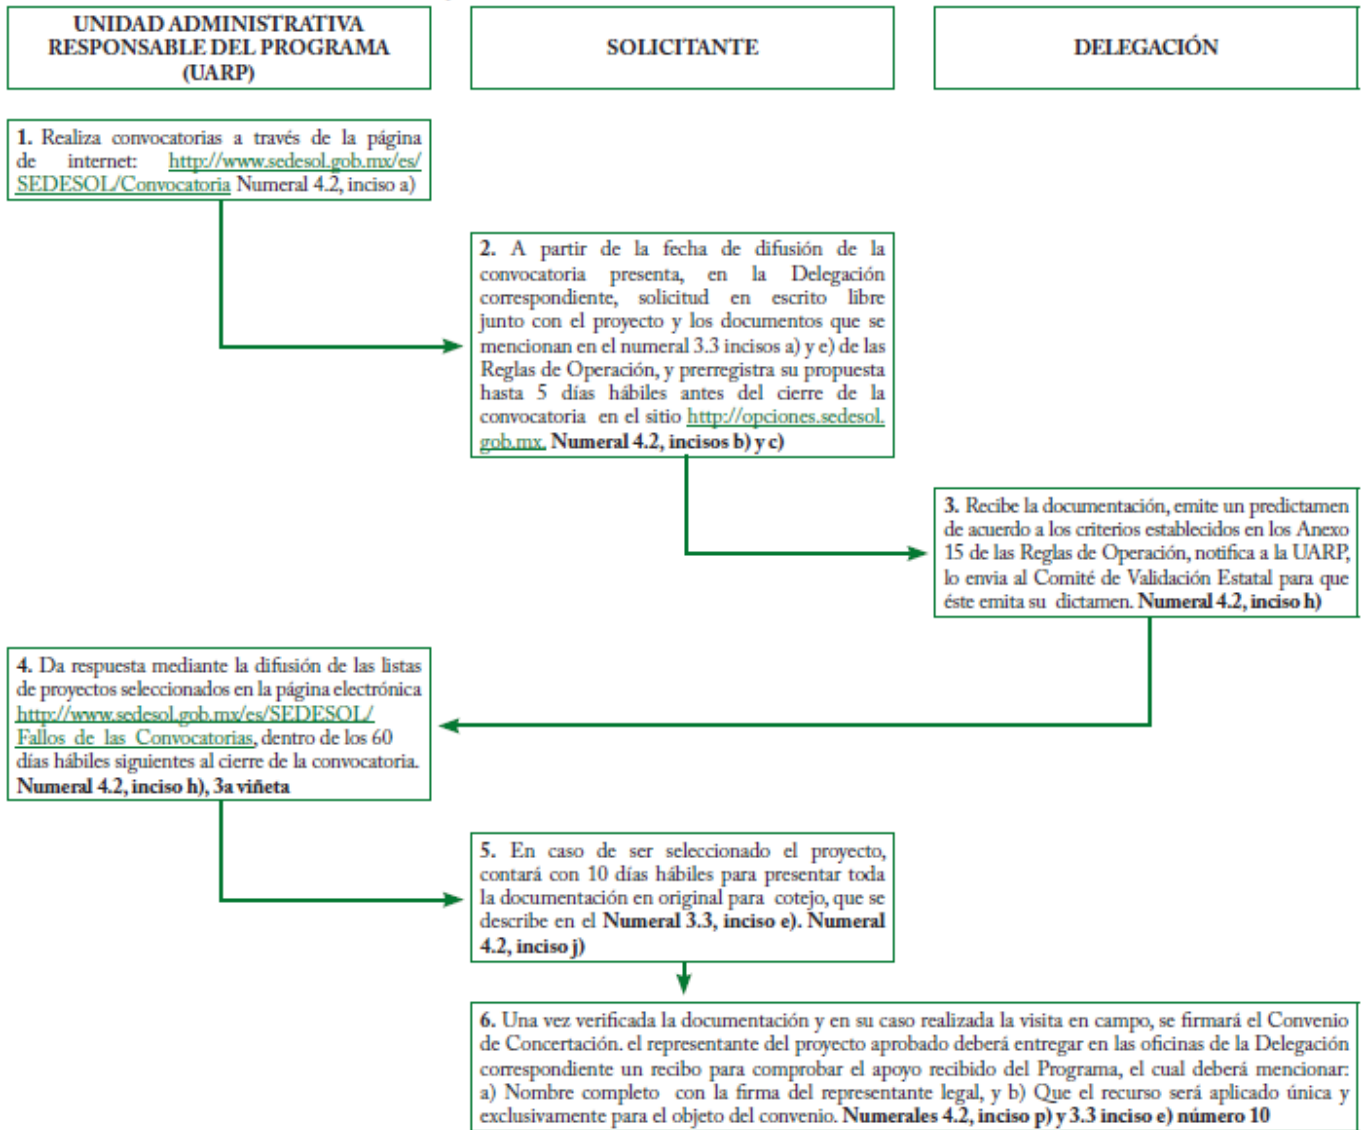 UNIDAD ADMINISTRATIVA
RESPONSABLE DEL PROGRAMA
(UARP)
SOLICITANTE
DELEGACIÓN
1. Realiza convocatorias a través de la página
de internet: http://www.sedesol.gob.mx/es/
SEDESOL/Convocatoria Numeral 4.2, inciso a)
2. A partir de la fecha de difusión de la
convocatoria presenta, en la Delegación
correspondiente, solicitud en escrito libre
junto con el proyecto y los documentos que se
mencionan en el numeral 3.3 incisos a) y e) de las
Reglas de Operación, y prerregistra su propuesta
hasta 5 días hábiles antes del cierre de la
convocatoria en el sitio http://opciones.sedesol.
gob.mx. Numeral 4.2, incisos b) y c)
3. Recibe la documentación, emite un predictamen
de acuerdo a los criterios establecidos en los Anexo
15 de las Reglas de Operación, notifica a la UARP,
lo envia al Comité de Validación Estatal para que
éste emita su dictamen. Numeral 4.2, inciso h)
4. Da respuesta mediante la difusión de las listas
de proyectos seleccionados en la página electrónica
http://www.sedesol.gob.mx/es/SEDESOL/
Fallos_de_las_Convocatorias, dentro de los 60
días hábiles siguientes al cierre de la convocatoria.
Numeral 4.2, inciso h), 3a viñeta
5. En caso de ser seleccionado el proyecto,
contará con 10 días hábiles para presentar toda
la documentación en original para cotejo, que se
describe en el Numeral 3.3, inciso e). Numeral
4.2, inciso j)
6. Una vez verificada la documentación y en su caso realizada la visita en campo, se firmará el Convenio
de Concertación. el representante del proyecto aprobado deberá entregar en las oficinas de la Delegación
correspondiente un recibo para comprobar el apoyo recibido del Programa, el cual deberá mencionar:
a) Nombre completo con la firma del representante legal, y b) Que el recurso será aplicado única y
exclusivamente para el objeto del convenio. Numerales 4.2, inciso p) y 3.3 inciso e) número 10